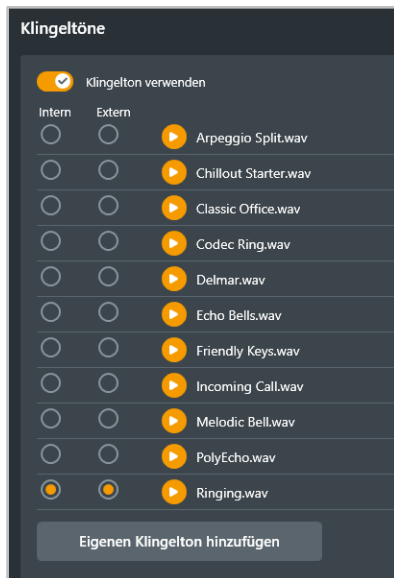 Klingeltöne
Klingelton verwenden
Intern Extern
Arpeggio Split.wav
Chillout Starter.wav
Classic Office.wav
Codec Ring.wav
Delmar.wav
Echo Bells.wav
Friendly Keys.wav
Incoming Call.wav
Melodic Bell.wav
PolyEcho.wav
Ringing.wav
Eigenen Klingelton hinzufügen